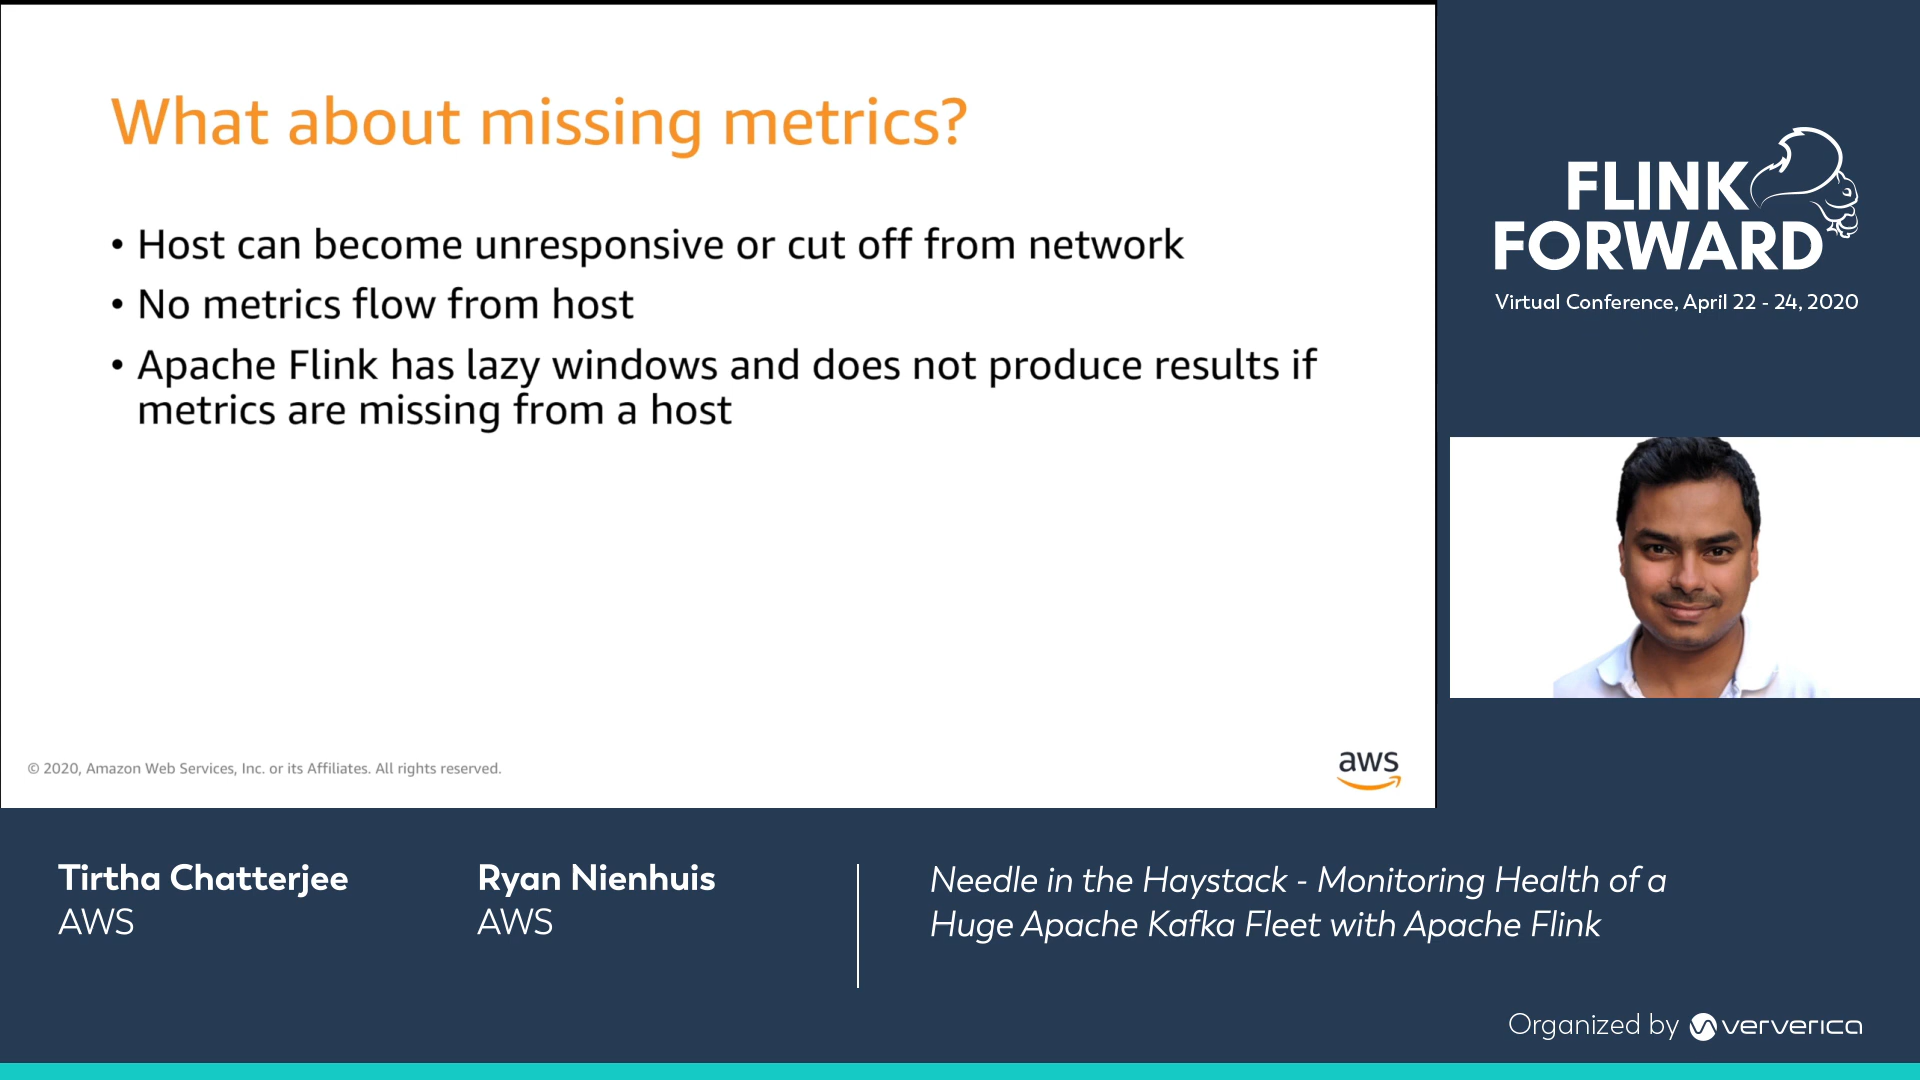 What about missing metrics?
• Host can become unresponsive or cut off from network
• No metrics flow from host
• Apache Flink has lazy windows and does not produce results if
metrics are missing from a host
© 2020, Amazon Web Services, Inc. or its Affiliates. All rights reserved.
aws
FLINK
FORWARD
Virtual Conference, April 22 - 24, 2020
Tirtha Chatterjee
AWS
Ryan Nienhuis
AWS
Needle in the Haystack - Monitoring Health of a
Huge Apache Kafka Fleet with Apache Flink
Organized by ververica